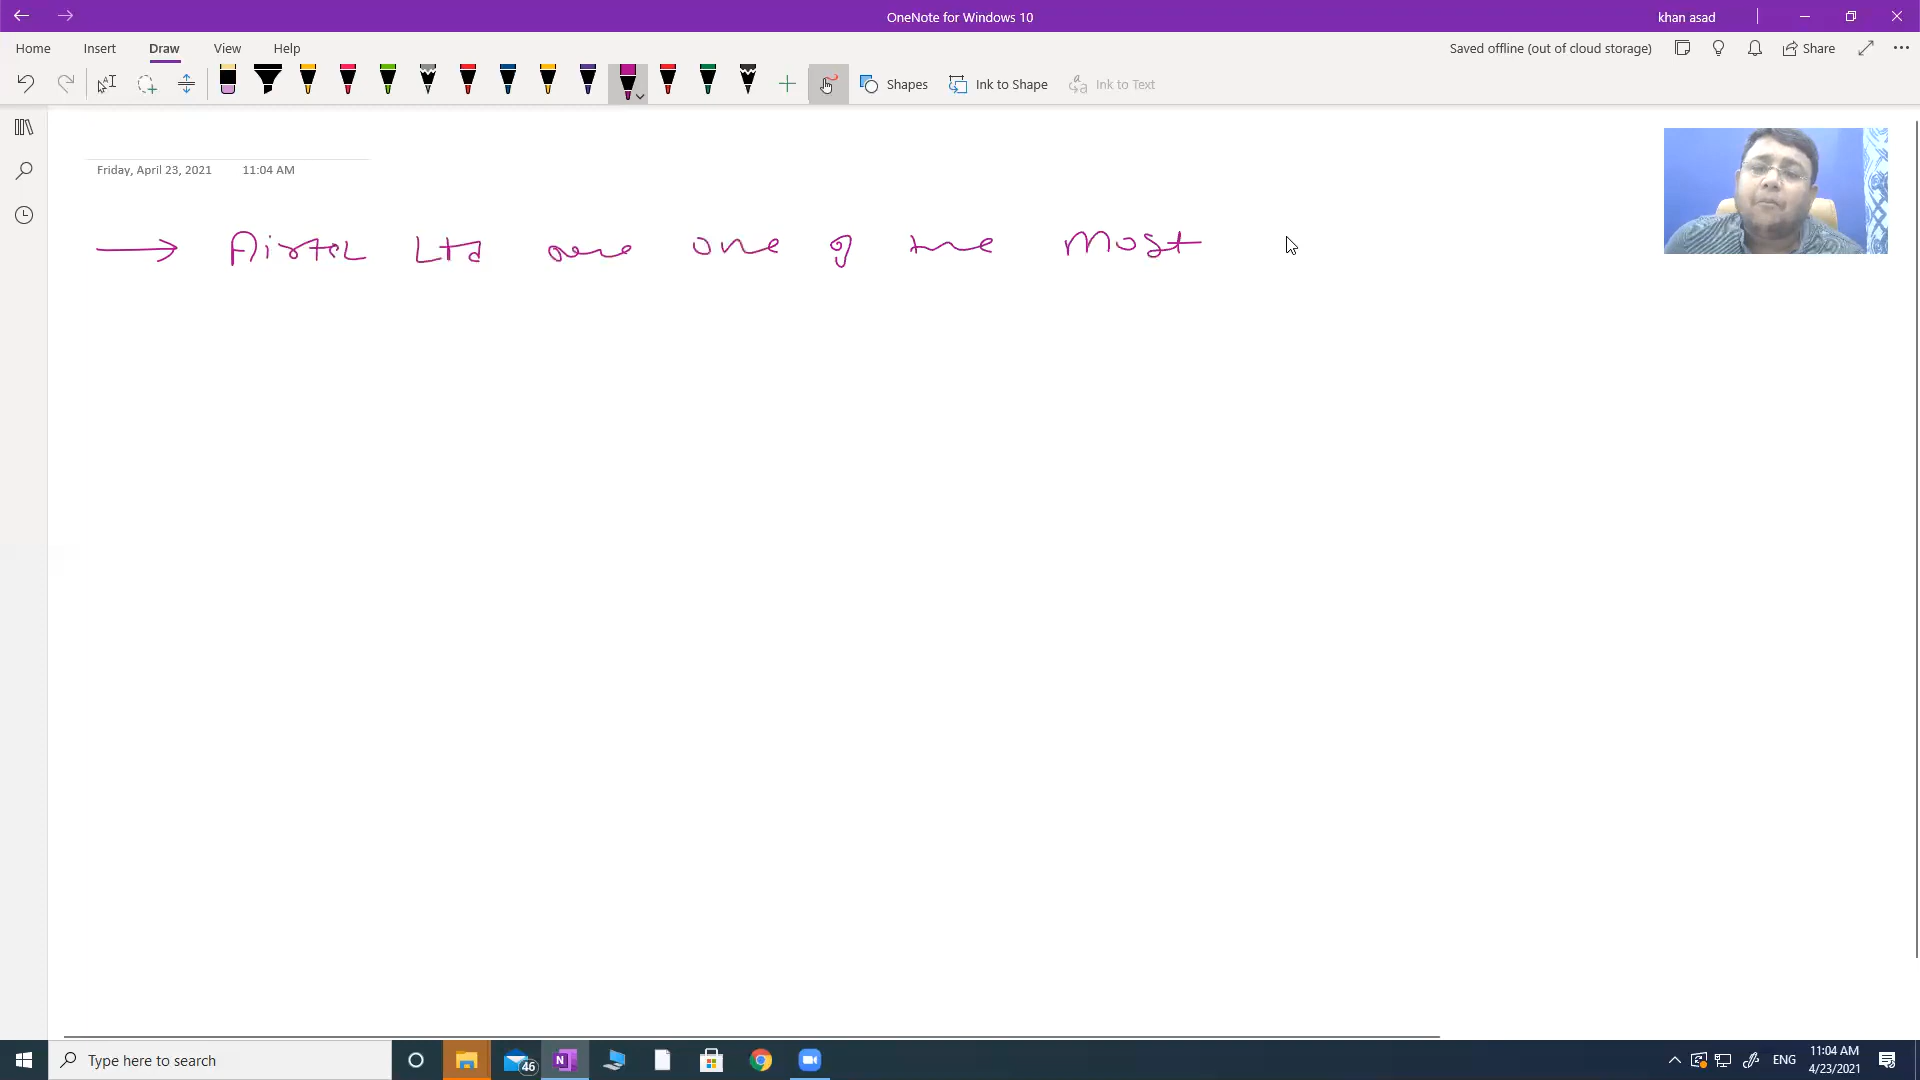 OneNote for Windows 10
khan asad
Home Insert Draw View Help
Saved offline (out of cloud storage)
Share
Shapes
Ink to Shape
Ink to Text
Friday, April 23, 2021 11:04 AM
→ Airtel Ltd are one of the Most
Type here to search
46
ENG
11:04 AM
4/23/2021